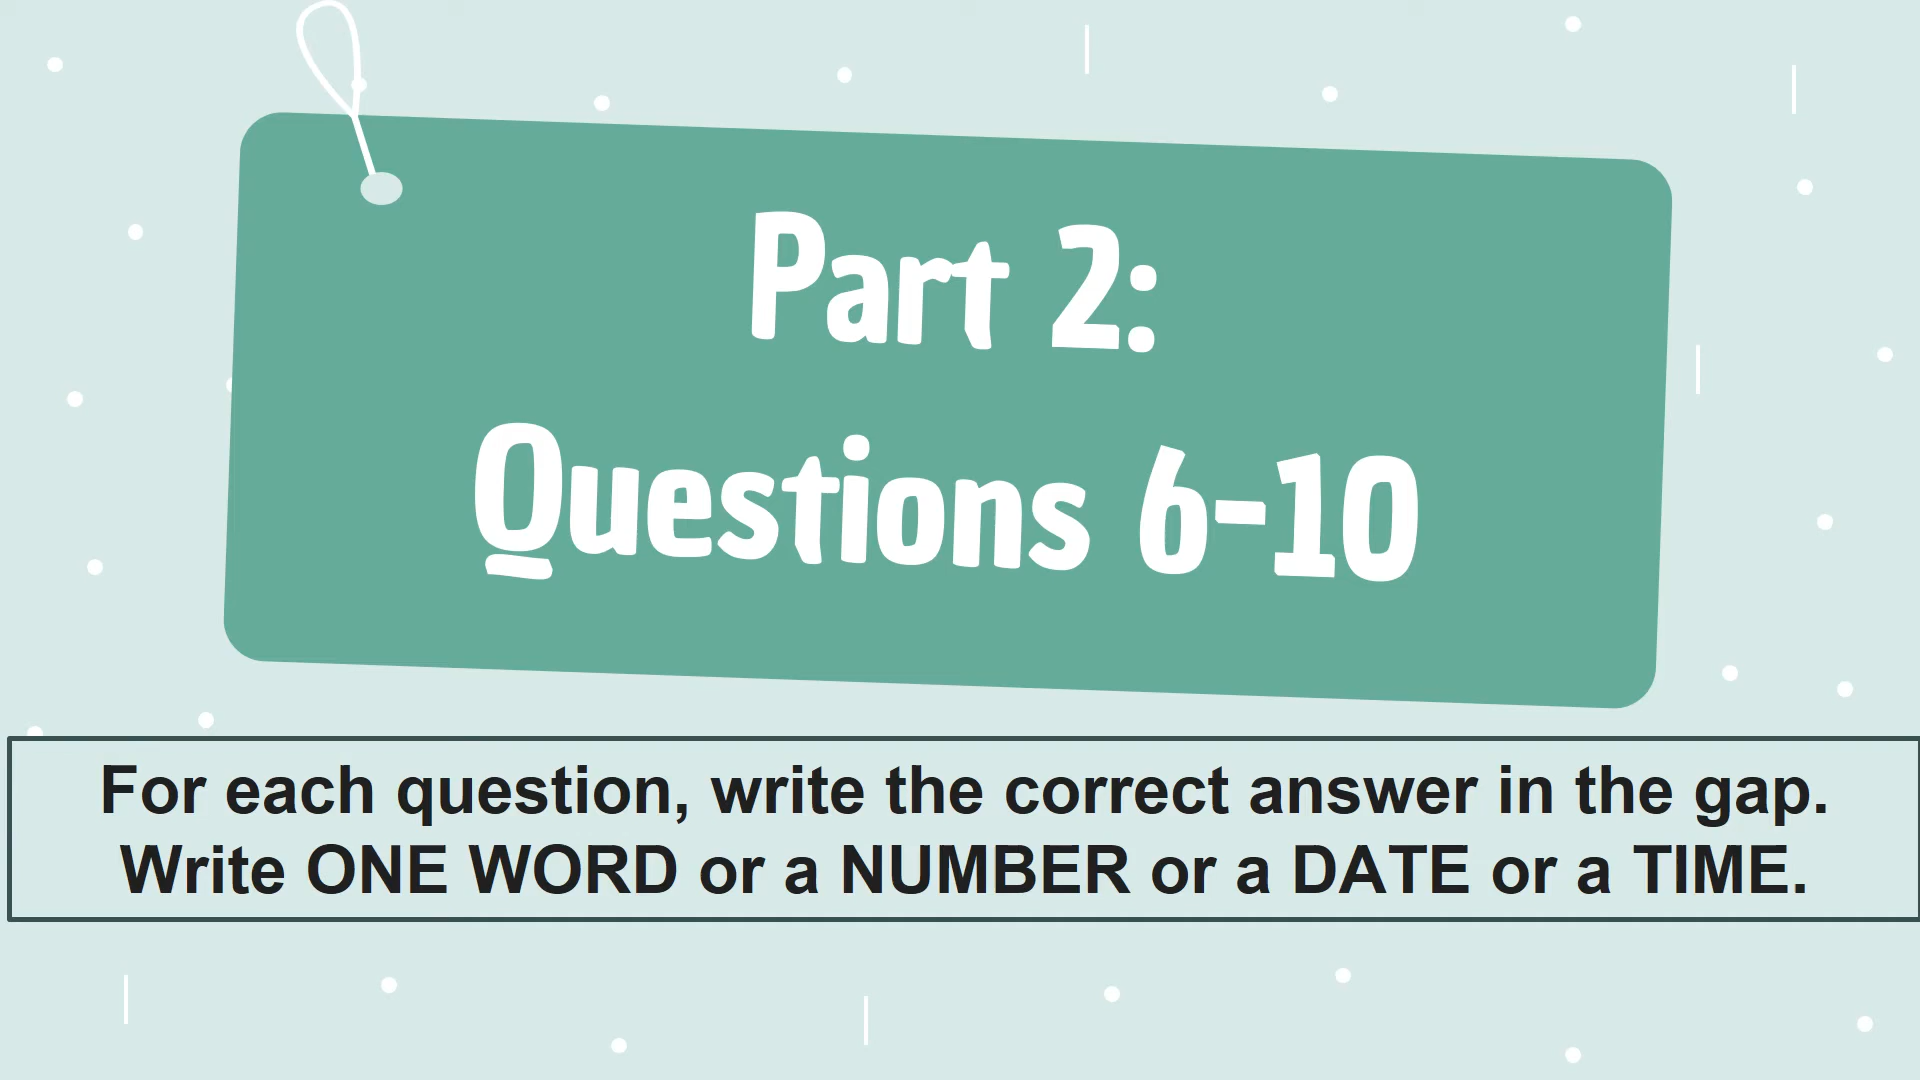 Part 2:
Questions 6-10
For each question, write the correct answer in the gap.
Write ONE WORD or a NUMBER or a DATE or a TIME.